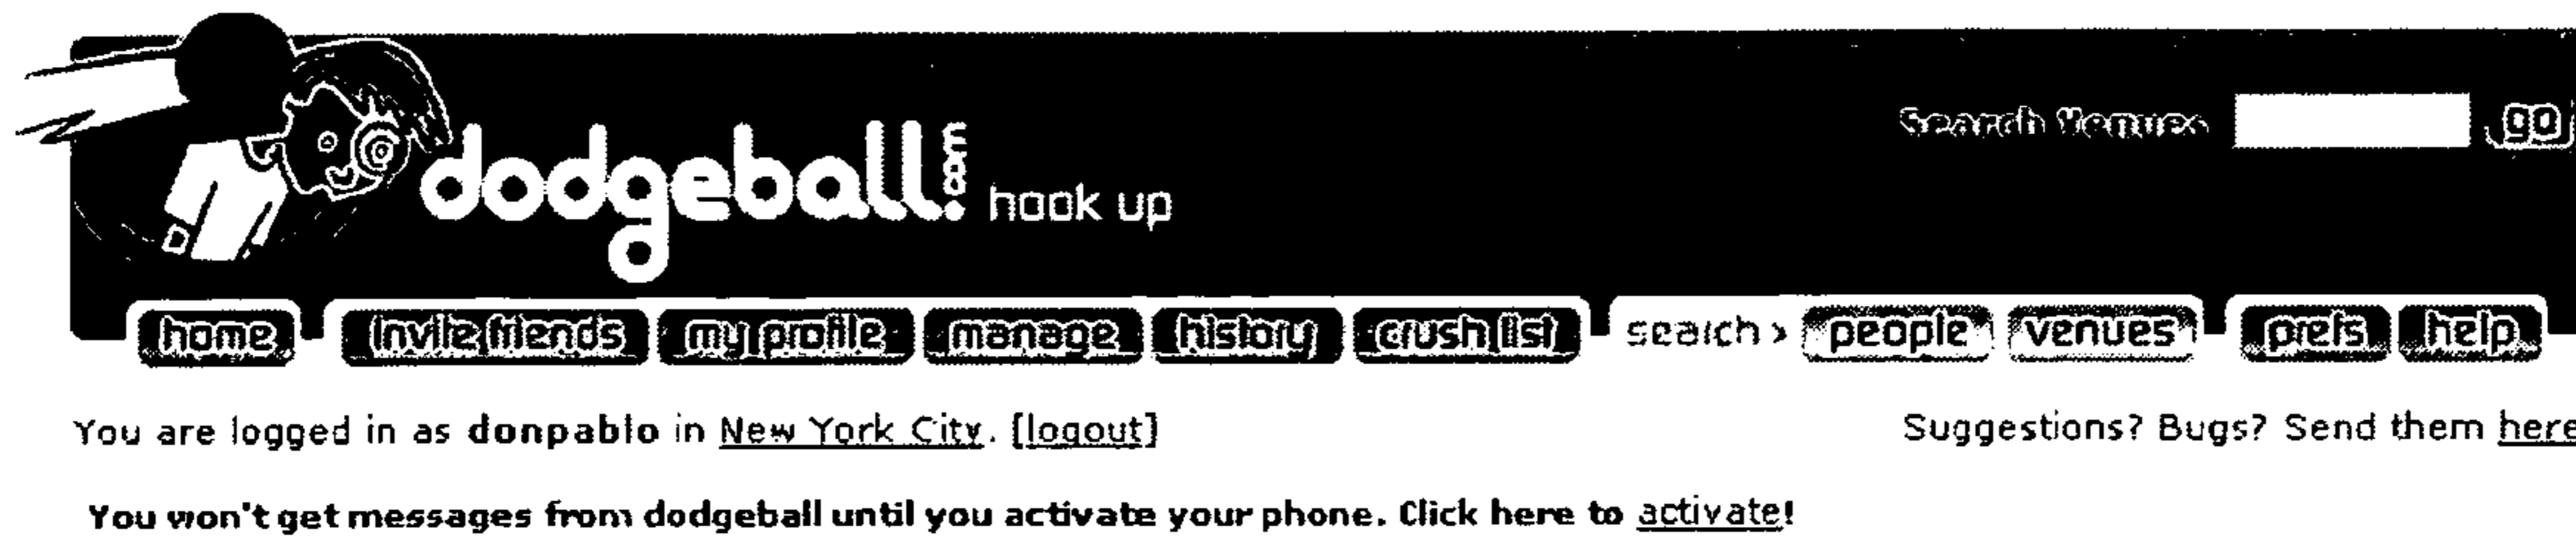 Search Venues go
dodgeball.com hook up
home invite friends my profile manage history crush list search > people venues prefs help
You are logged in as donpablo in New York City. [logout]
Suggestions? Bugs? Send them here
You won't get messages from dodgeball until you activate your phone. Click here to activate!